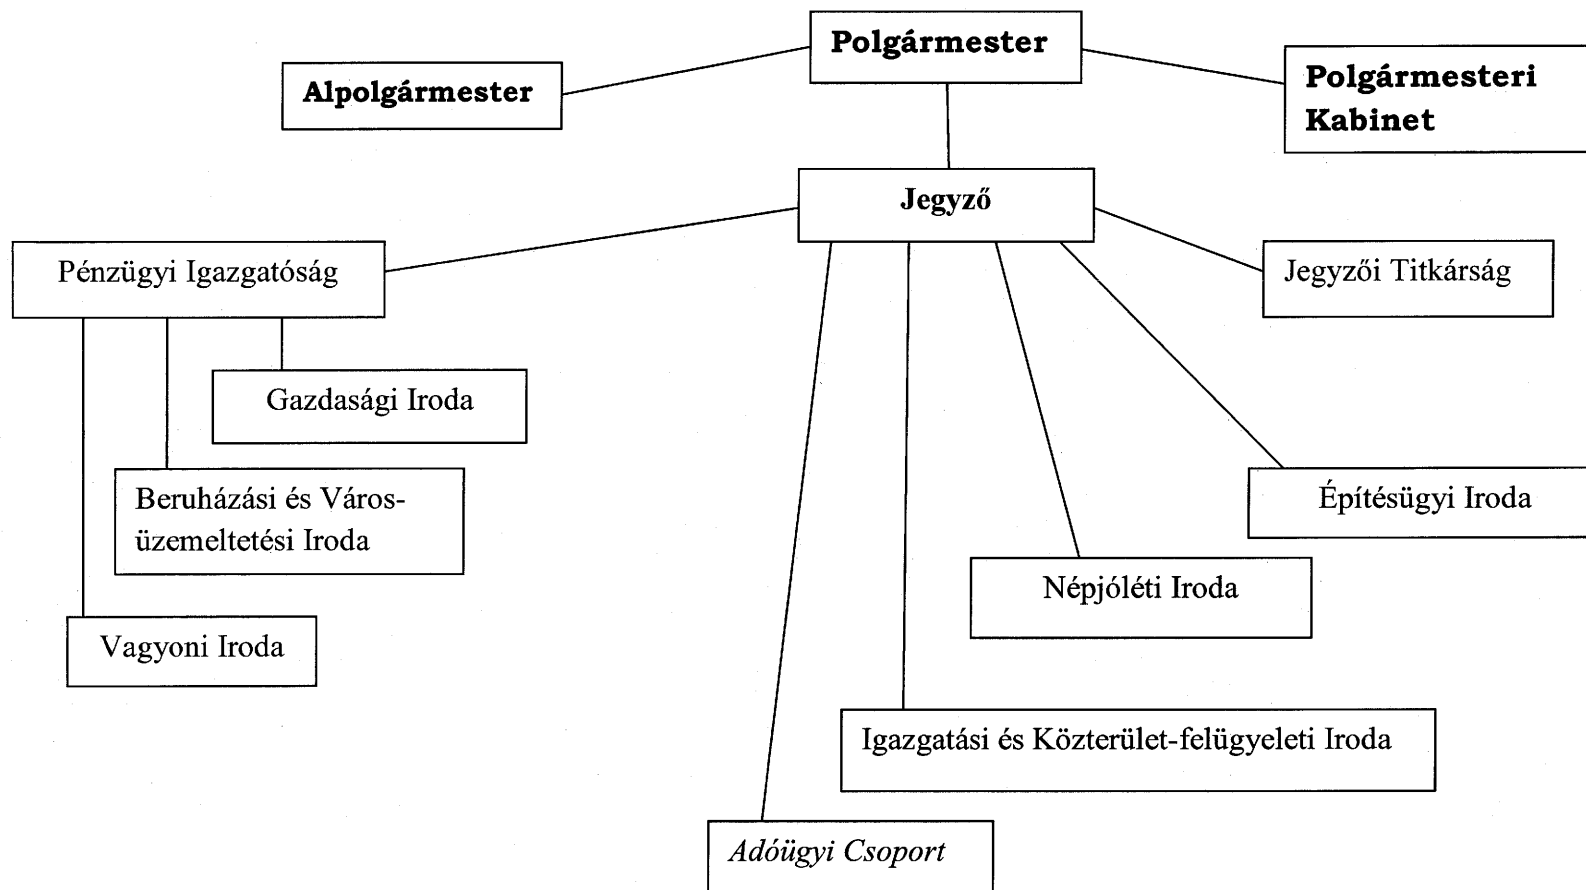 Polgármester
Alpolgármester
Polgármesteri
Kabinet
Jegyző
Pénzügyi Igazgatóság
Jegyzői Titkárság
Gazdasági Iroda
Beruházási és Város-
üzemeltetési Iroda
Építésügyi Iroda
Népjóléti Iroda
Vagyoni Iroda
Igazgatási és Közterület-felügyeleti Iroda
Adóügyi Csoport